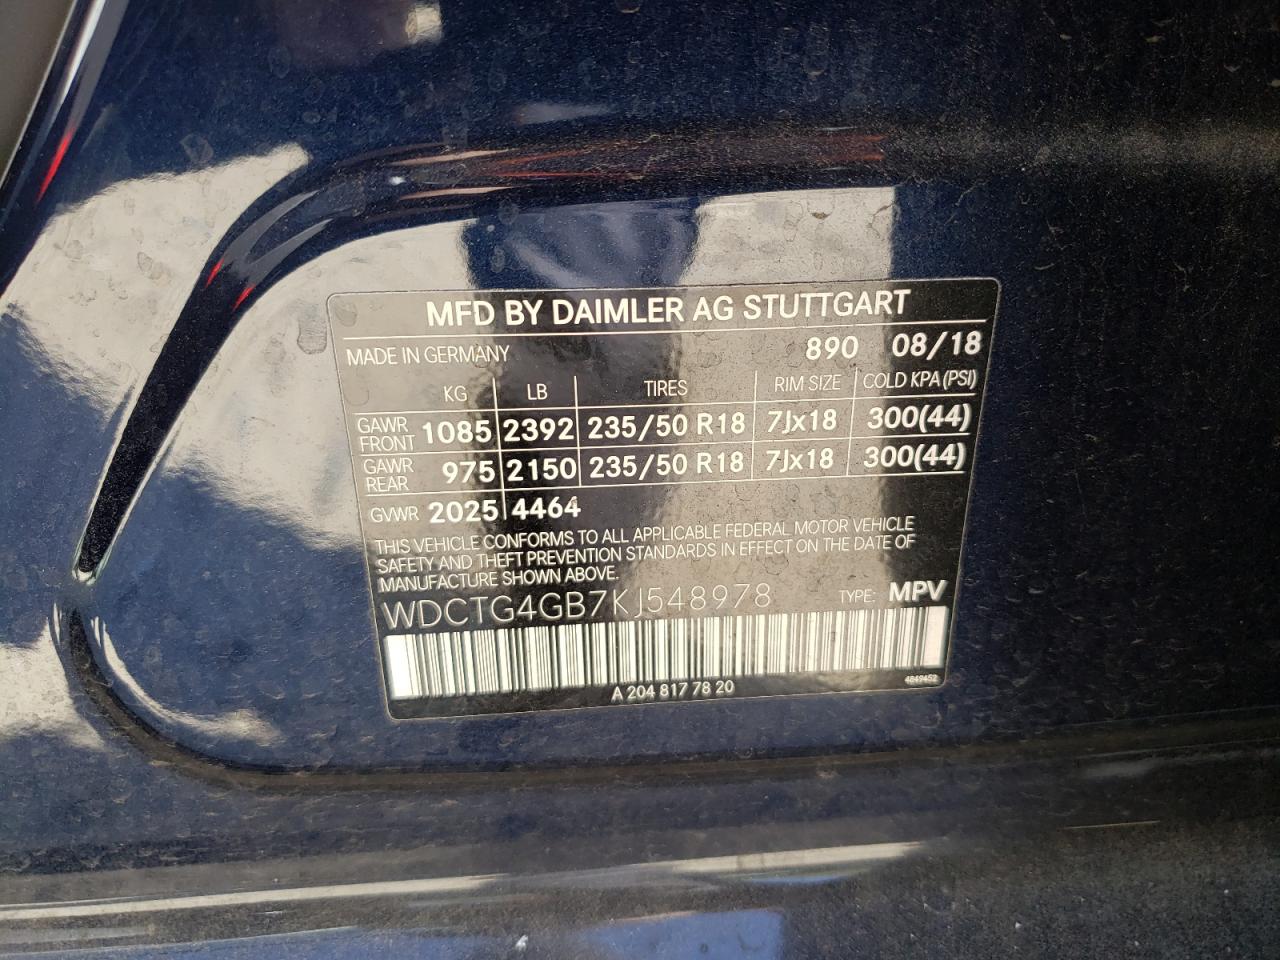 MFD BY DAIMLER AG STUTTGART
MADE IN GERMANY 890 08/18
KG LB TIRES RIM SIZE COLD KPA (PSI)
GAWR FRONT 1085 2392 235/50 R18 7Jx18 300(44)
GAWR REAR 975 2150 235/50 R18 7Jx18 300(44)
GVWR 2025 4464
THIS VEHICLE CONFORMS TO ALL APPLICABLE FEDERAL MOTOR VEHICLE
SAFETY AND THEFT PREVENTION STANDARDS IN EFFECT ON THE DATE OF
MANUFACTURE SHOWN ABOVE.
WDCTG4GB7KJ548978 TYPE: MPV
A 204 817 78 20 4849452